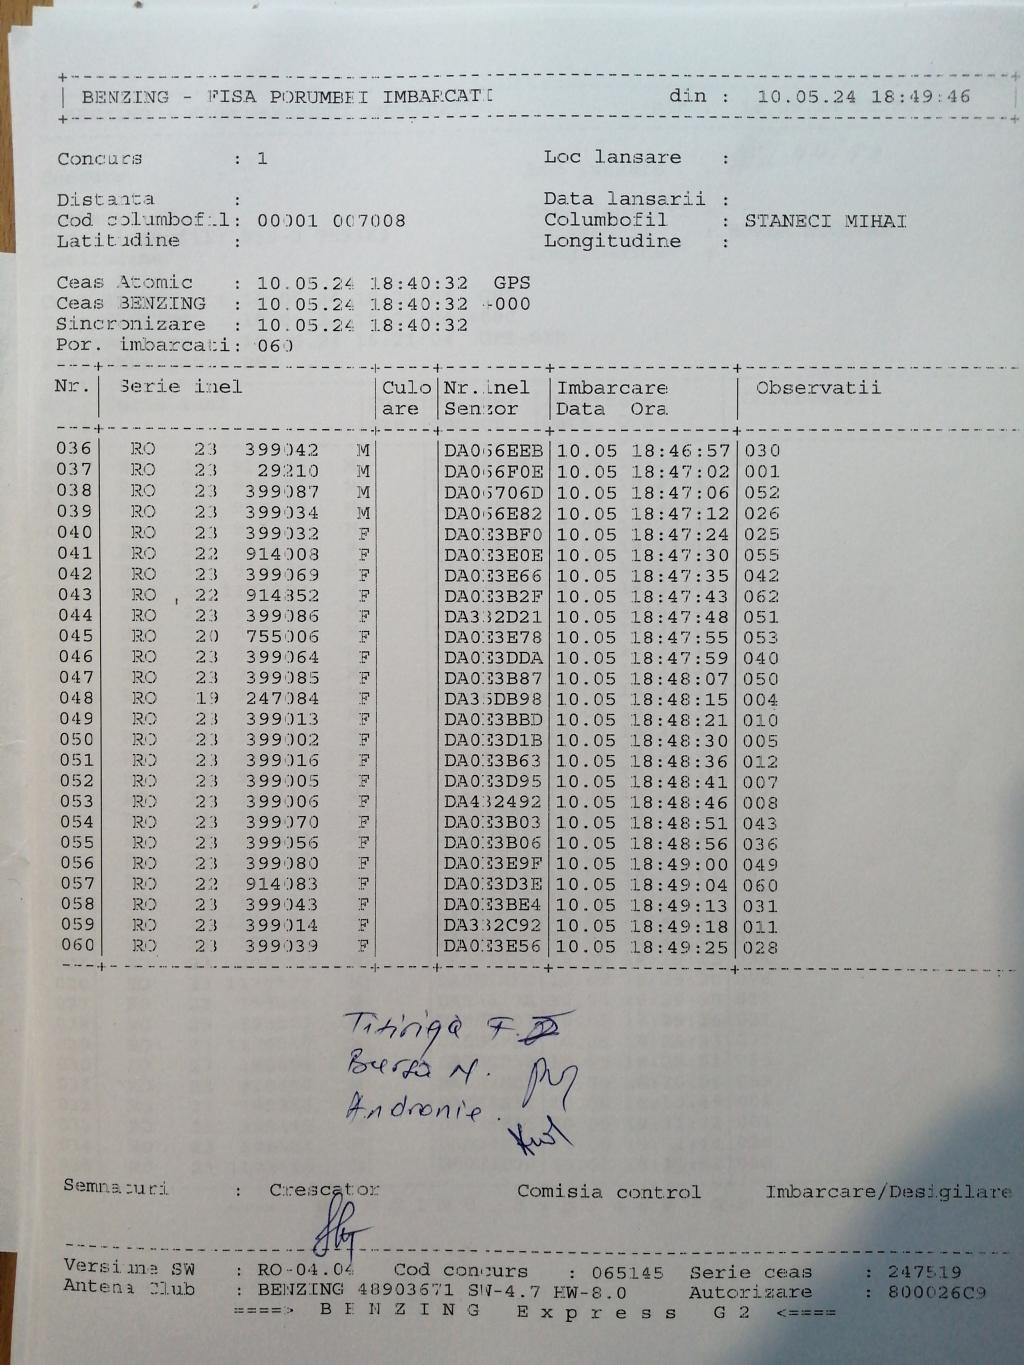 BENZING - FISA PORUMBEI IMBARCATI din : 10.05.24 18:49:46
Concurs : 1 Loc lansare :
Distanta : Data lansarii :
Cod columbofil: 00001 007008 Columbofil : STANECI MIHAI
Latitudine : Longitudine :
Ceas Atomic : 10.05.24 18:40:32 GPS
Ceas BENZING : 10.05.24 18:40:32 +000
Sincronizare : 10.05.24 18:40:32
Por. imbarcati: 060
Nr. Serie inel Culo Nr.inel Imbarcare Observatii
are Senzor Data Ora
036 RO 23 399042 M DA056EEB 10.05 18:46:57 030
037 RO 23 29210 M DA056F0E 10.05 18:47:02 001
038 RO 23 399087 M DA05706D 10.05 18:47:06 052
039 RO 23 399034 M DA056E82 10.05 18:47:12 026
040 RO 23 399032 F DA0E3BF0 10.05 18:47:24 025
041 RO 22 914008 F DA0E3E0E 10.05 18:47:30 055
042 RO 23 399069 F DA0E3E66 10.05 18:47:35 042
043 RO 22 914852 F DA0E3B2F 10.05 18:47:43 062
044 RO 23 399086 F DA332D21 10.05 18:47:48 051
045 RO 20 755006 F DA0E3E78 10.05 18:47:55 053
046 RO 23 399064 F DA0E3DDA 10.05 18:47:59 040
047 RO 23 399085 F DA0E3B87 10.05 18:48:07 050
048 RO 19 247084 F DA35DB98 10.05 18:48:15 004
049 RO 23 399013 F DA0E3BBD 10.05 18:48:21 010
050 RO 23 399002 F DA0E3D1B 10.05 18:48:30 005
051 RO 23 399016 F DA0E3B63 10.05 18:48:36 012
052 RO 23 399005 F DA0E3D95 10.05 18:48:41 007
053 RO 23 399006 F DA432492 10.05 18:48:46 008
054 RO 23 399070 F DA0E3B03 10.05 18:48:51 043
055 RO 23 399056 F DA0E3B06 10.05 18:48:56 036
056 RO 23 399080 F DA0E3E9F 10.05 18:49:00 049
057 RO 22 914083 F DA0E3D3E 10.05 18:49:04 060
058 RO 23 399043 F DA0E3BE4 10.05 18:49:13 031
059 RO 23 399014 F DA332C92 10.05 18:49:18 011
060 RO 23 399039 F DA0E3E56 10.05 18:49:25 028
Titirigă F.
Bursa M.
Andronie.
Semnaturi : Crescator Comisia control Imbarcare/Desigilare
Versiune SW : RO-04.04 Cod concurs : 065145 Serie ceas : 247519
Antena Club : BENZING 48903671 SW-4.7 HW-8.0 Autorizare : 800026C9
====> BENZING Express G2 <====